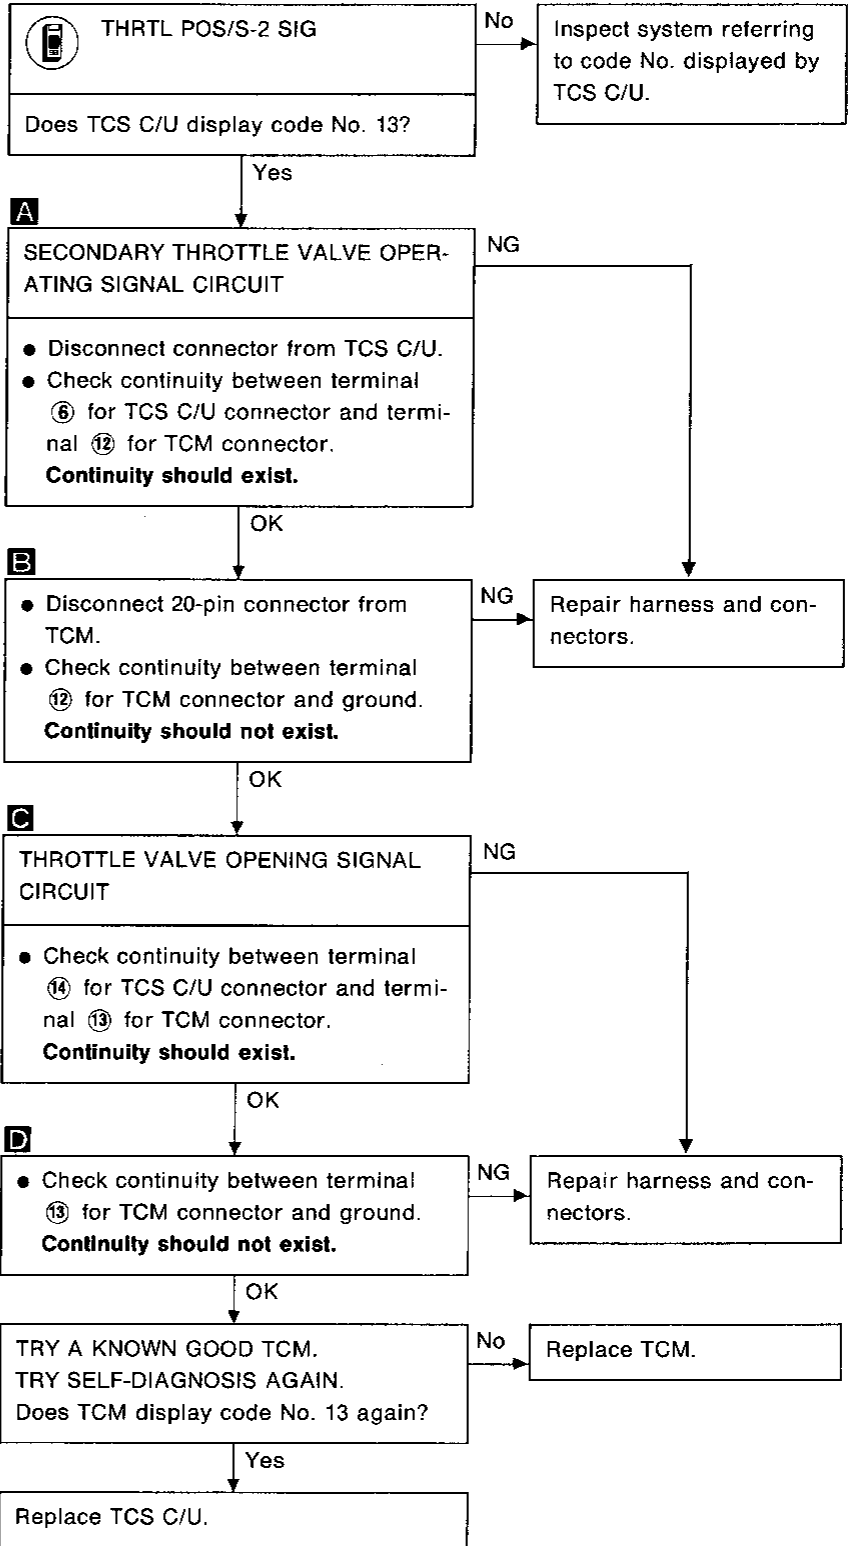 THRTL POS/S-2 SIG
Does TCS C/U display code No. 13?
No
Inspect system referring
to code No. displayed by
TCS C/U.
Yes
A
SECONDARY THROTTLE VALVE OPER-
ATING SIGNAL CIRCUIT
● Disconnect connector from TCS C/U.
● Check continuity between terminal
⑥ for TCS C/U connector and termi-
nal ⑫ for TCM connector.
Continuity should exist.
NG
OK
B
● Disconnect 20-pin connector from
TCM.
● Check continuity between terminal
⑫ for TCM connector and ground.
Continuity should not exist.
NG
Repair harness and con-
nectors.
OK
C
THROTTLE VALVE OPENING SIGNAL
CIRCUIT
● Check continuity between terminal
⑭ for TCS C/U connector and termi-
nal ⑬ for TCM connector.
Continuity should exist.
NG
OK
D
● Check continuity between terminal
⑬ for TCM connector and ground.
Continuity should not exist.
NG
Repair harness and con-
nectors.
OK
TRY A KNOWN GOOD TCM.
TRY SELF-DIAGNOSIS AGAIN.
Does TCM display code No. 13 again?
No
Replace TCM.
Yes
Replace TCS C/U.